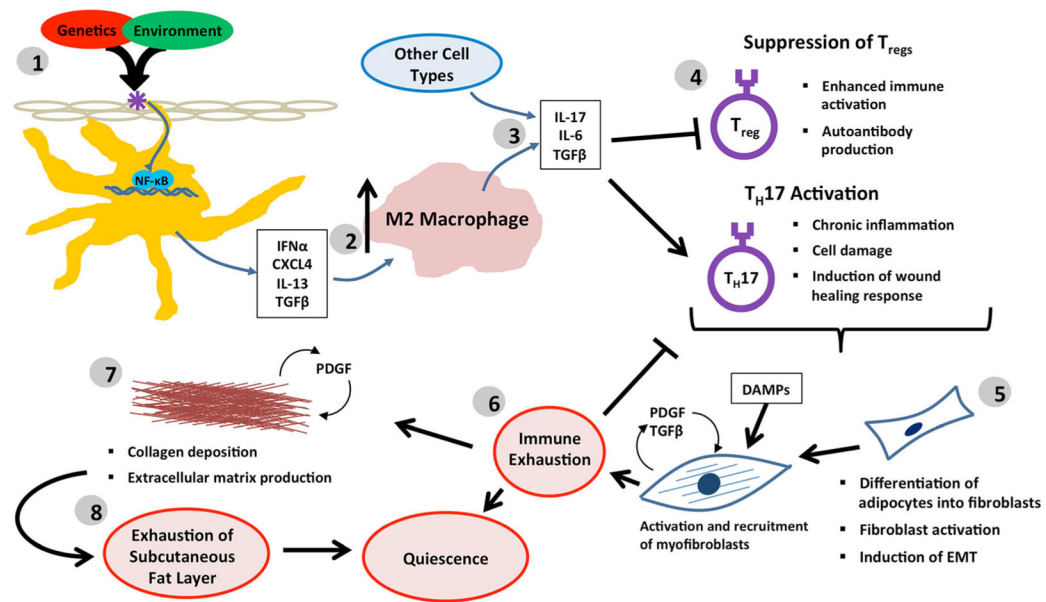 Genetics
Environment
1
NF-κB
IFNα
CXCL4
IL-13
TGFβ
2
M2 Macrophage
Other Cell
Types
3
IL-17
IL-6
TGFβ
4
Suppression of Tregs
Treg
▪ Enhanced immune
activation
▪ Autoantibody
production
TH17 Activation
TH17
▪ Chronic inflammation
▪ Cell damage
▪ Induction of wound
healing response
5
DAMPs
PDGF
TGFβ
Activation and recruitment
of myofibroblasts
▪ Differentiation of
adipocytes into fibroblasts
▪ Fibroblast activation
▪ Induction of EMT
6
Immune
Exhaustion
7
PDGF
▪ Collagen deposition
▪ Extracellular matrix production
8
Exhaustion of
Subcutaneous
Fat Layer
Quiescence